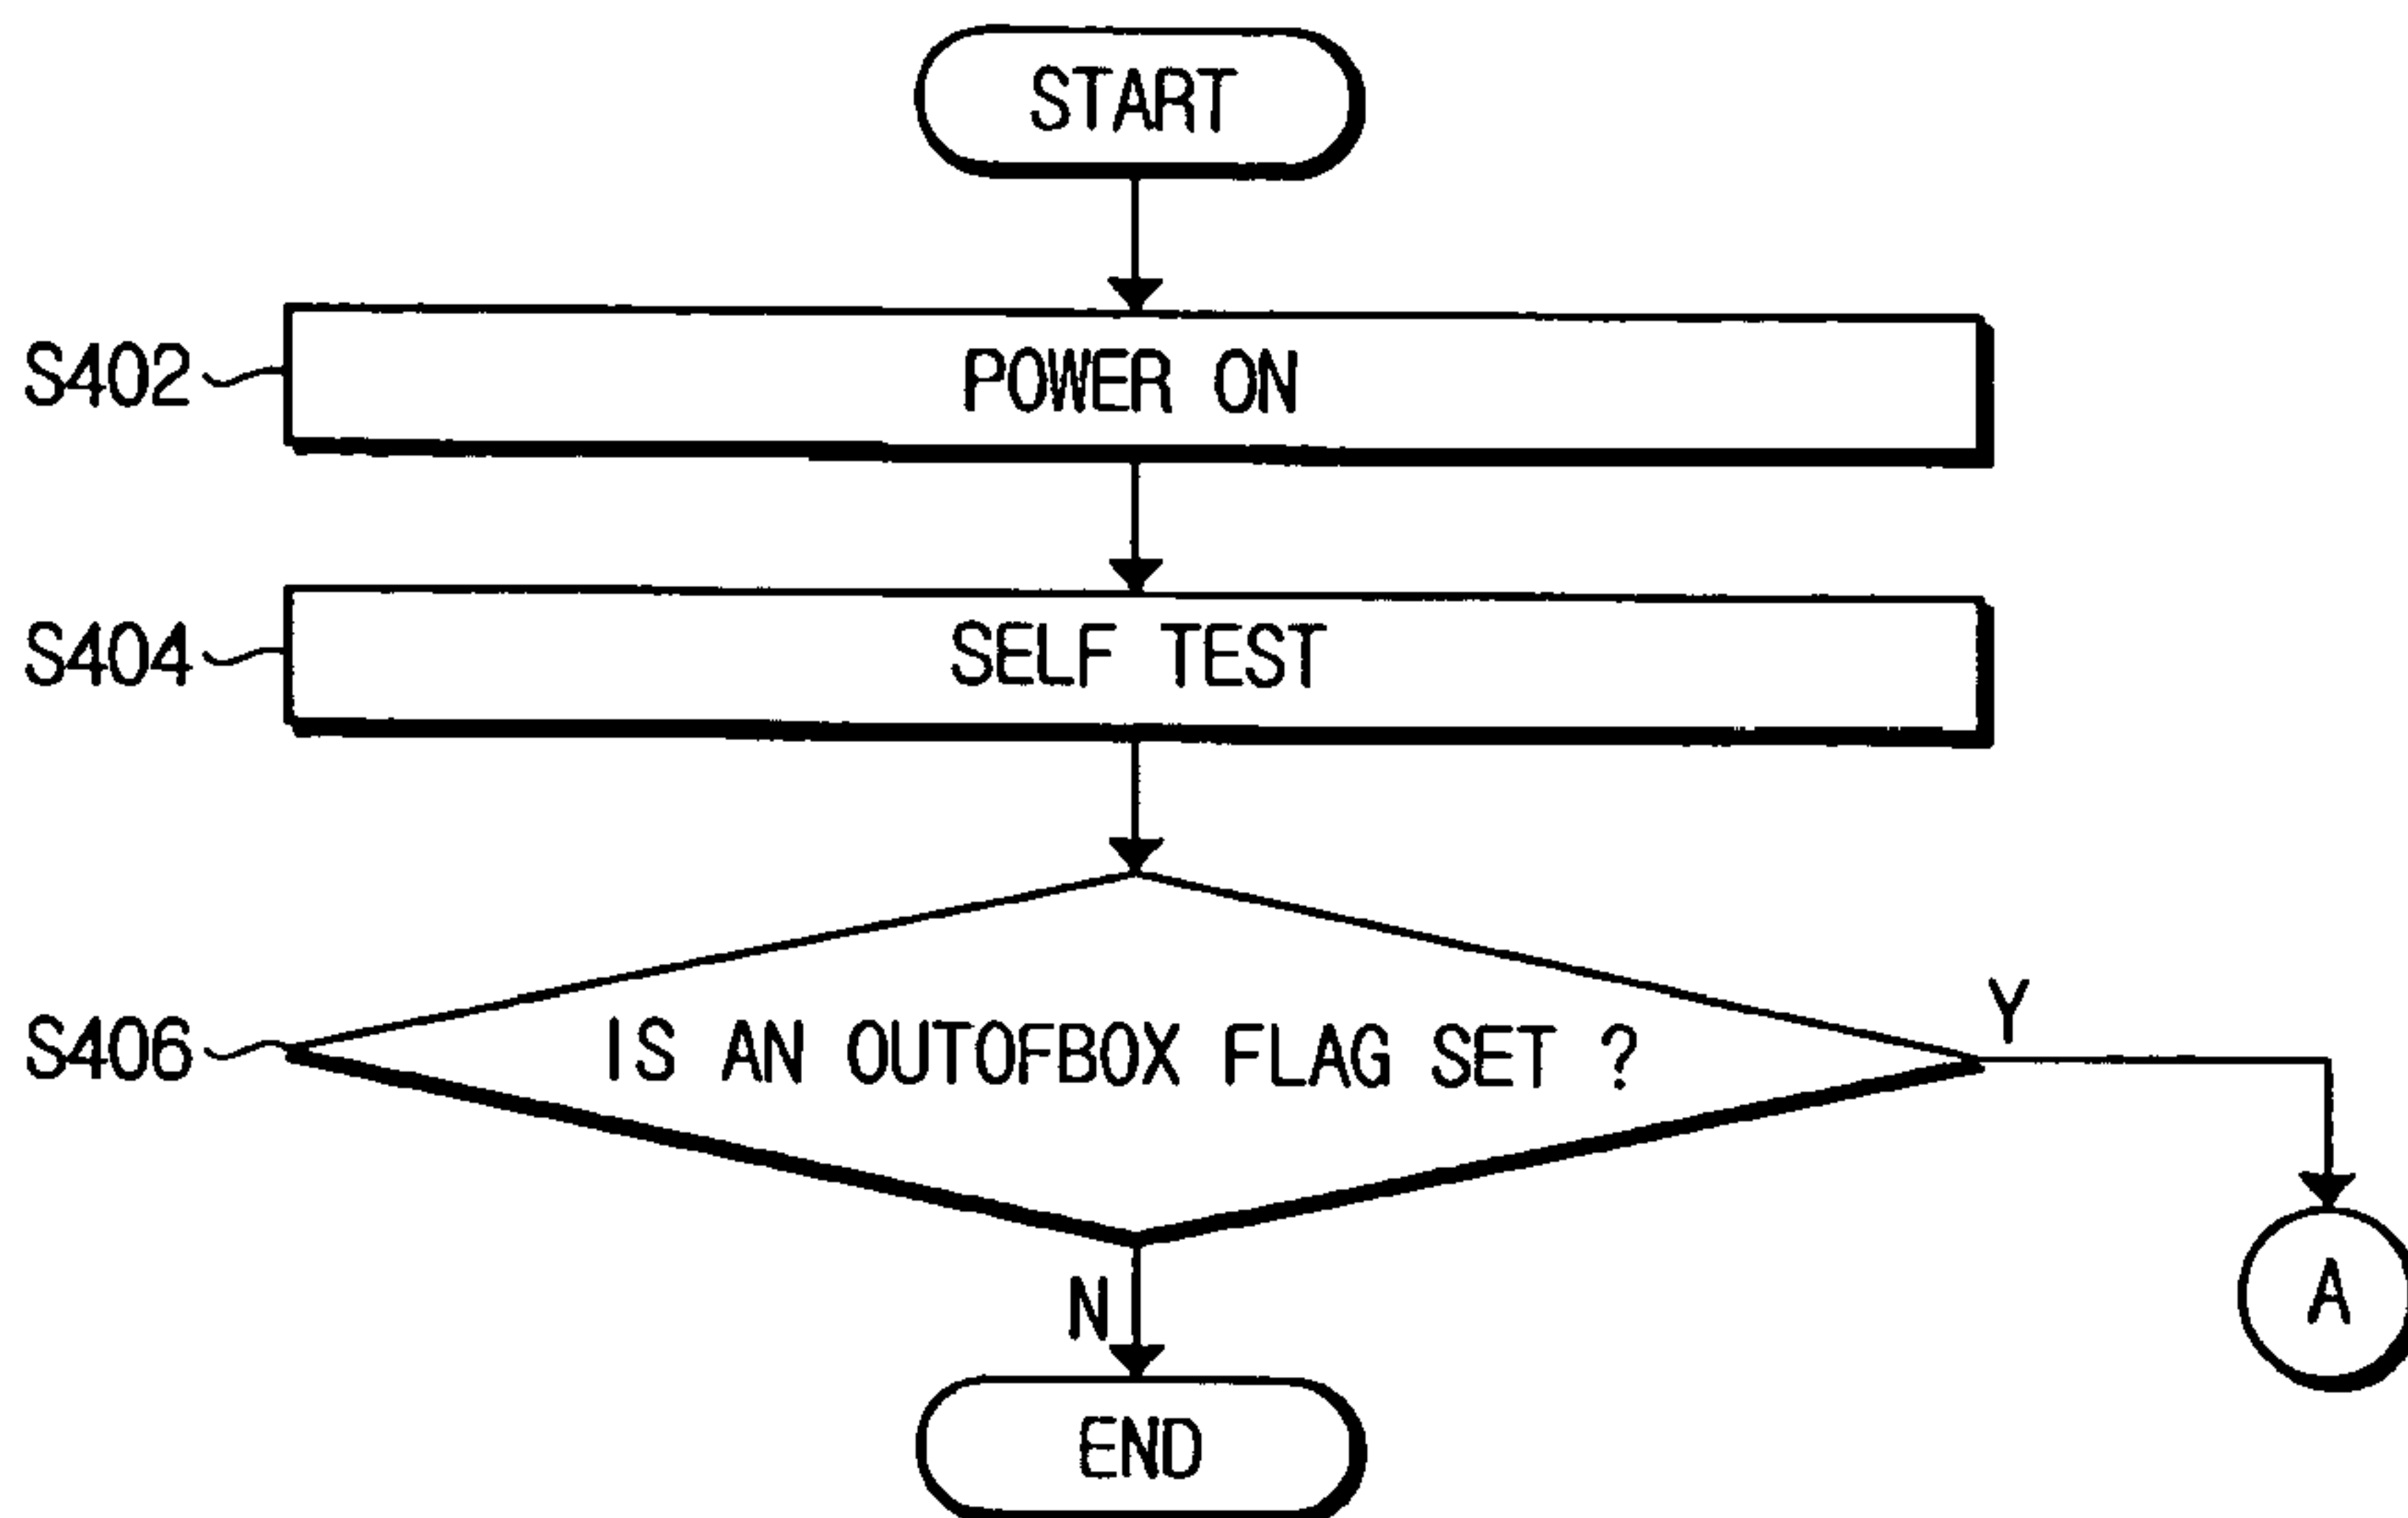 START
S402
POWER ON
S404
SELF TEST
S406
IS AN OUTOFBOX FLAG SET ?
Y
N
A
END